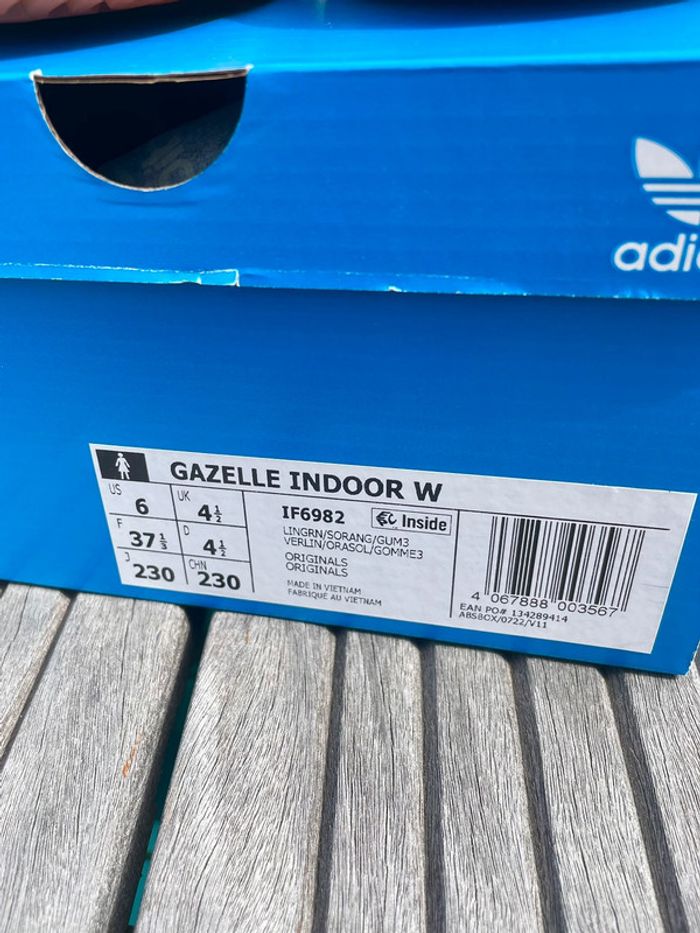 adi
GAZELLE INDOOR W
US 6 UK 4½
F 37⅓ D 4½
J 230 CHN 230
IF6982 Inside
LINGRN/SORANG/GUM3
VERLIN/ORASOL/GOMME3
ORIGINALS
ORIGINALS
MADE IN VIETNAM
FABRIQUE AU VIETNAM
4 067888 003567
EAN PO# 134289414
ABSBOX/0722/V11